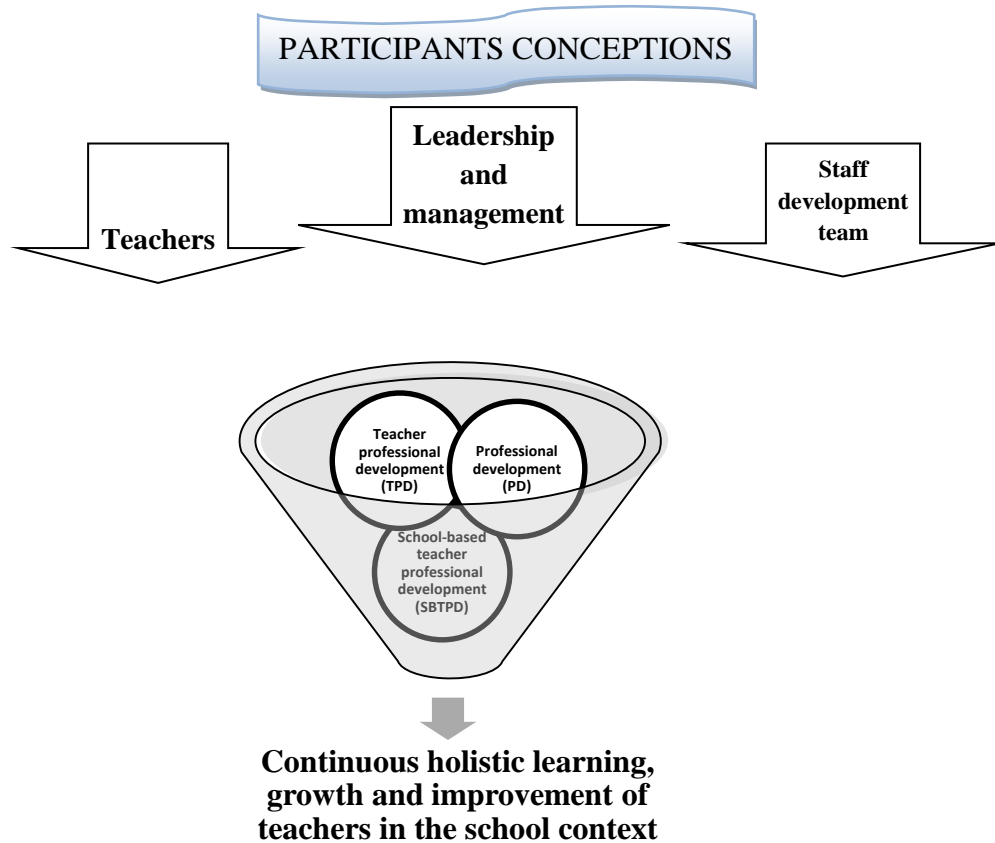 PARTICIPANTS CONCEPTIONS
Teachers
Leadership
and
management
Staff
development
team
Teacher
professional
development
(TPD)
Professional
development
(PD)
School-based
teacher
professional
development
(SBTPD)
Continuous holistic learning,
growth and improvement of
teachers in the school context